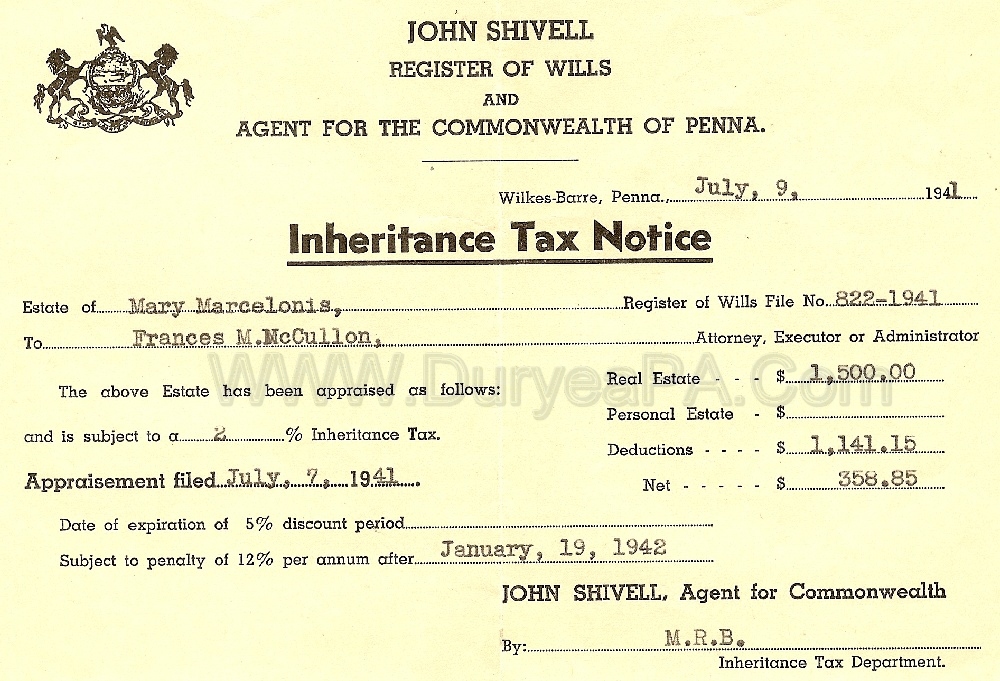 JOHN SHIVELL
REGISTER OF WILLS
AND
AGENT FOR THE COMMONWEALTH OF PENNA.
Wilkes-Barre, Penna., July, 9, 1941
Inheritance Tax Notice
Estate of Mary Marcelonis, Register of Wills File No. 822-1941
To Frances M.McCullon, Attorney, Executor or Administrator
WWW.DuryeaPA.Com
The above Estate has been appraised as follows: Real Estate - - - $ 1,500.00
Personal Estate - $
and is subject to a 2 % Inheritance Tax. Deductions - - - - $ 1,141.15
Appraisement filed July, 7, 1941. Net - - - - - $ 358.85
Date of expiration of 5% discount period
Subject to penalty of 12% per annum after January, 19, 1942
JOHN SHIVELL, Agent for Commonwealth
By: M.R.B.
Inheritance Tax Department.